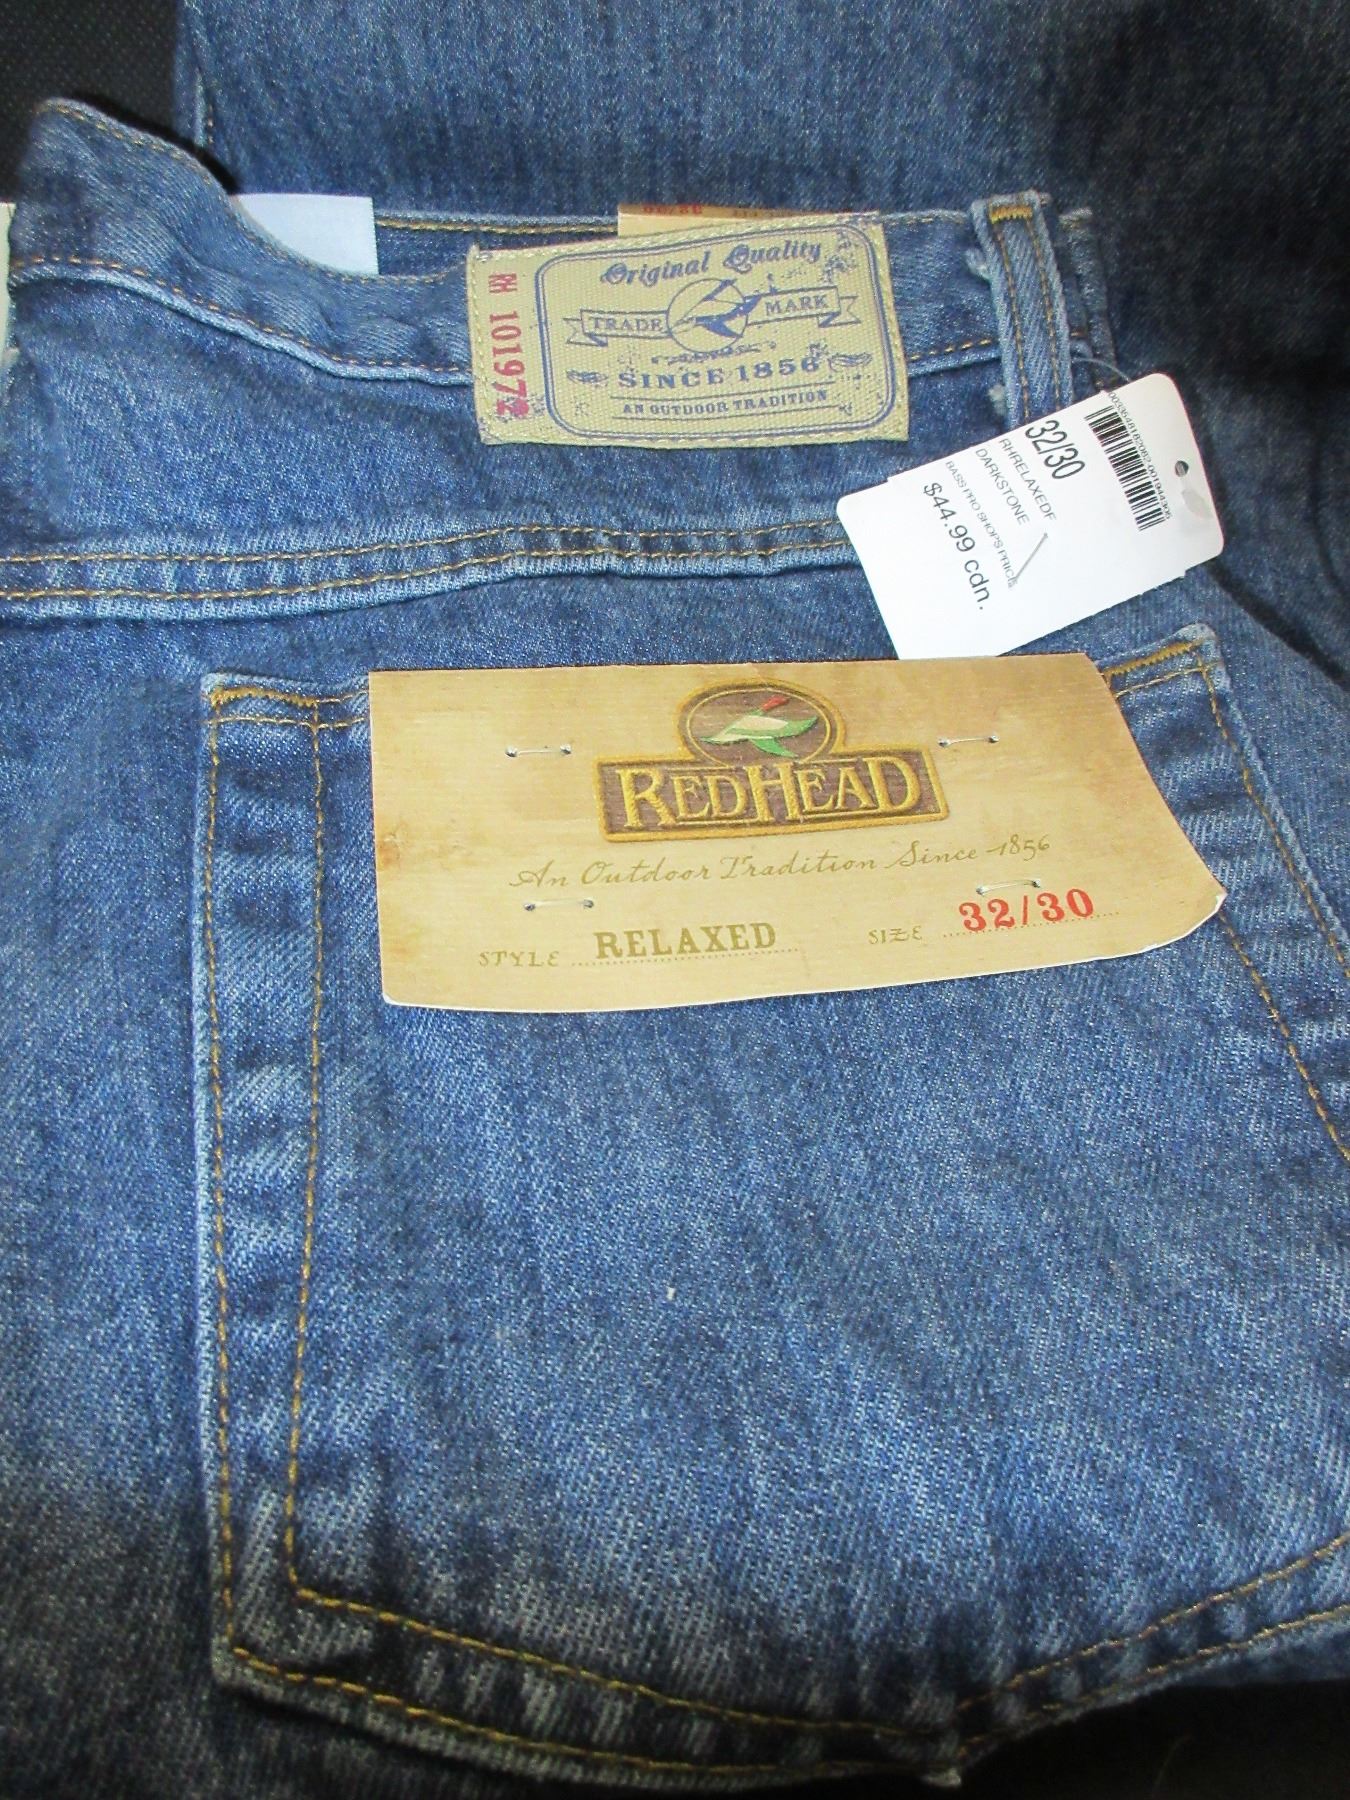 Original Quality
TRADE MARK
SINCE 1856
AN OUTDOOR TRADITION
RH 101972
32/30
RHRELAXEDF
DARKSTONE
BASS PRO SHOPS PRICE
$44.99 cdn.
REDHEAD
An Outdoor Tradition Since 1856
STYLE RELAXED SIZE 32/30